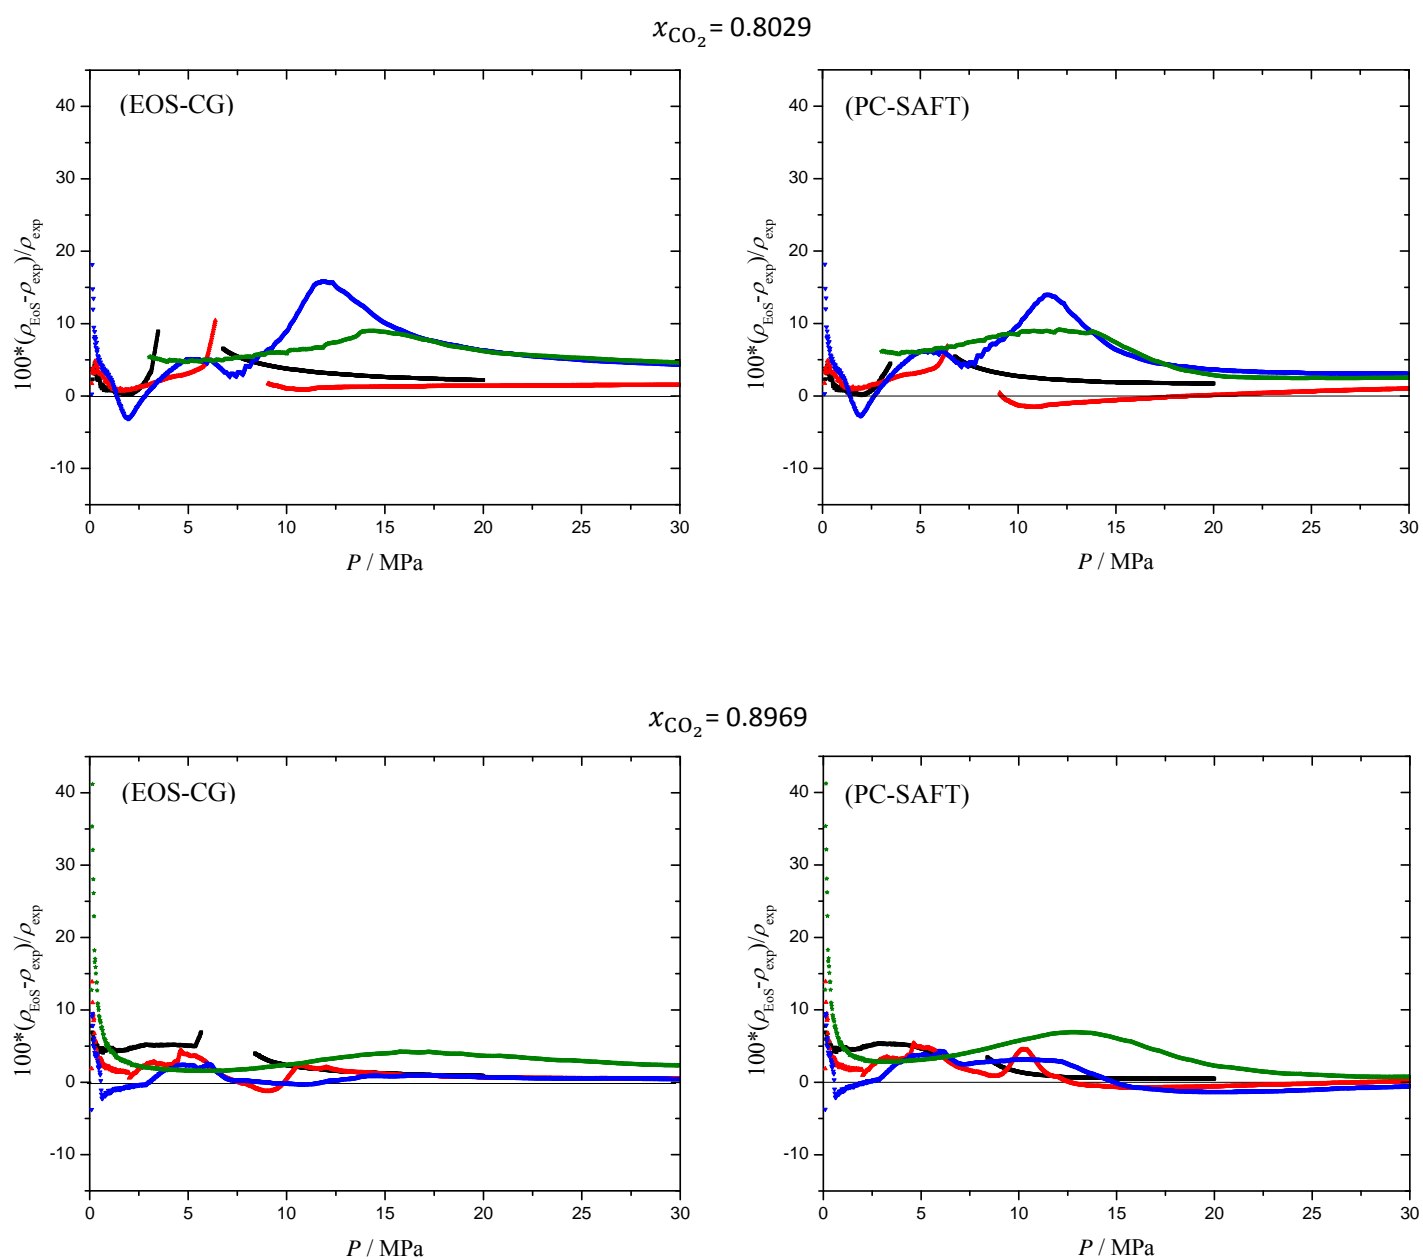 x_CO₂ = 0.8029
(EOS-CG)
100*(ρ_EoS-ρ_exp)/ρ_exp
40
30
20
10
0
-10
0 5 10 15 20 25 30
P / MPa
(PC-SAFT)
100*(ρ_EoS-ρ_exp)/ρ_exp
40
30
20
10
0
-10
0 5 10 15 20 25 30
P / MPa
x_CO₂ = 0.8969
(EOS-CG)
100*(ρ_EoS-ρ_exp)/ρ_exp
40
30
20
10
0
-10
0 5 10 15 20 25 30
P / MPa
(PC-SAFT)
100*(ρ_EoS-ρ_exp)/ρ_exp
40
30
20
10
0
-10
0 5 10 15 20 25 30
P / MPa